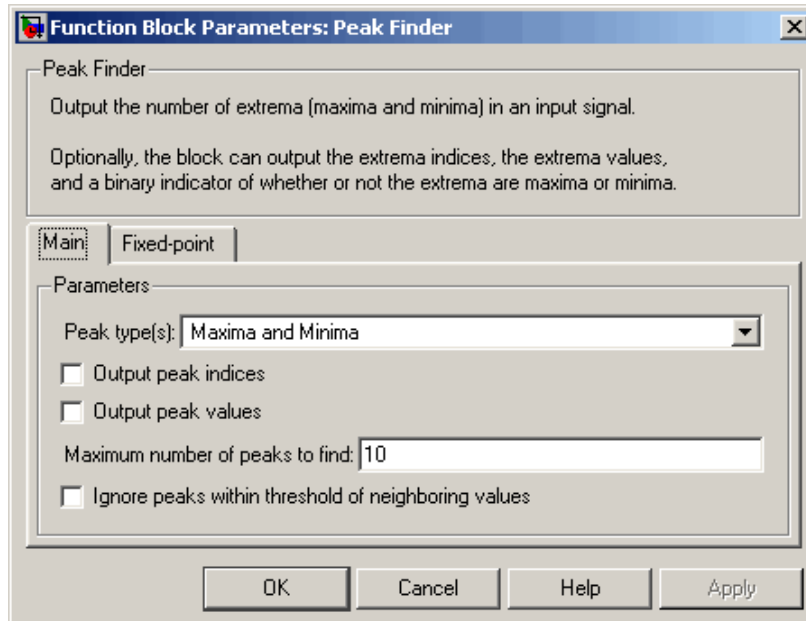 Function Block Parameters: Peak Finder
Peak Finder
Output the number of extrema (maxima and minima) in an input signal.
Optionally, the block can output the extrema indices, the extrema values,
and a binary indicator of whether or not the extrema are maxima or minima.
Main Fixed-point
Parameters
Peak type(s): Maxima and Minima
Output peak indices
Output peak values
Maximum number of peaks to find: 10
Ignore peaks within threshold of neighboring values
OK Cancel Help Apply